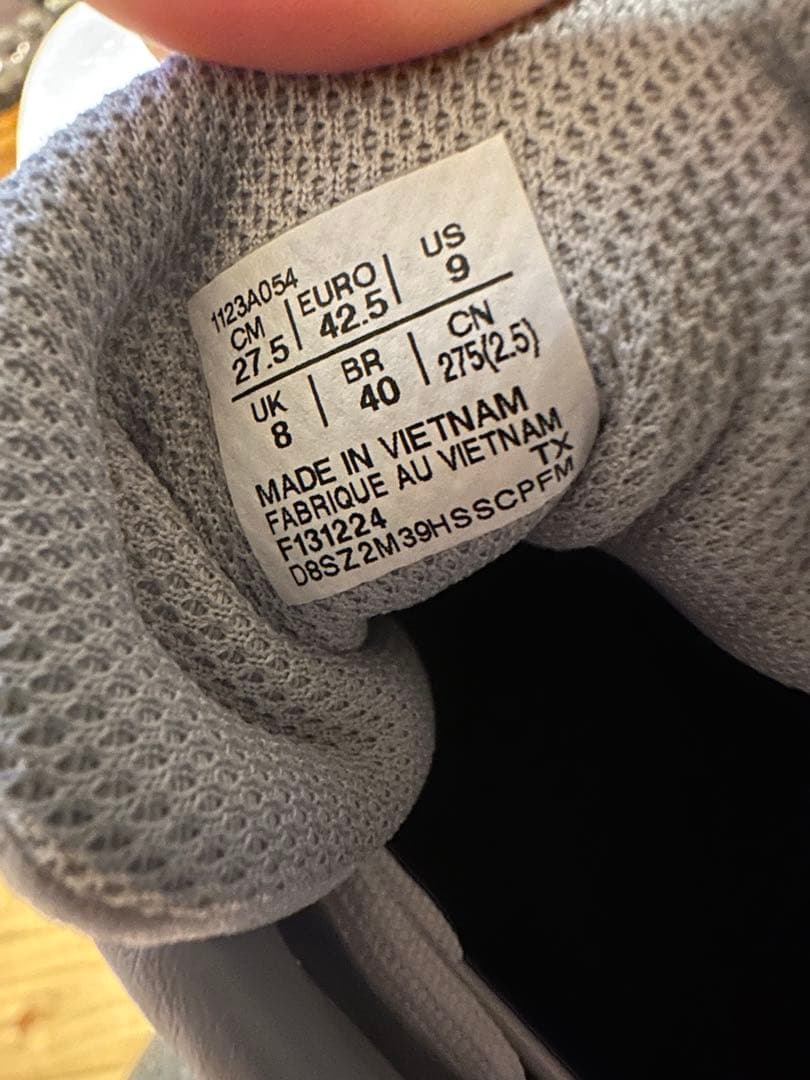 1123A054
CM | EURO | US
27.5 | 42.5 | 9
UK | BR | CN
8 | 40 | 275(2.5)
MADE IN VIETNAM
FABRIQUE AU VIETNAM
F131224 TX
D8SZ2M39HSSCPFM